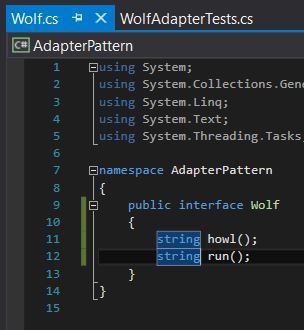 Wolf.cs WolfAdapterTests.cs
C# AdapterPattern
1 using System;
2 using System.Collections.Gene
3 using System.Linq;
4 using System.Text;
5 using System.Threading.Tasks
6
7 namespace AdapterPattern
8 {
9 public interface Wolf
10 {
11 string howl();
12 string run();
13 }
14 }
15